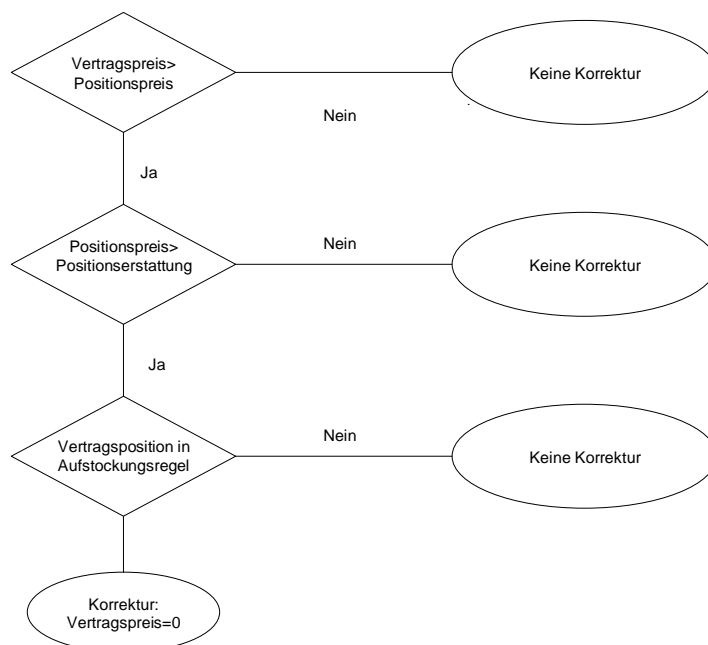 Vertragspreis>
Positionspreis
Keine Korrektur
Nein
Ja
Positionspreis>
Positionserstattung
Nein
Keine Korrektur
Ja
Vertragsposition in
Aufstockungsregel
Nein
Keine Korrektur
Korrektur:
Vertragspreis=0